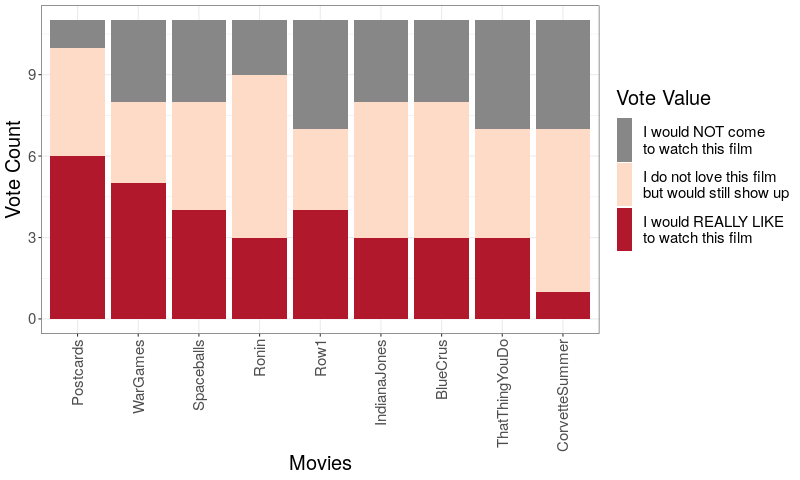 Vote Count
9
6
3
0
Postcards
WarGames
Spaceballs
Ronin
Row1
IndianaJones
BlueCrus
ThatThingYouDo
CorvetteSummer
Movies
Vote Value
I would NOT come
to watch this film
I do not love this film
but would still show up
I would REALLY LIKE
to watch this film